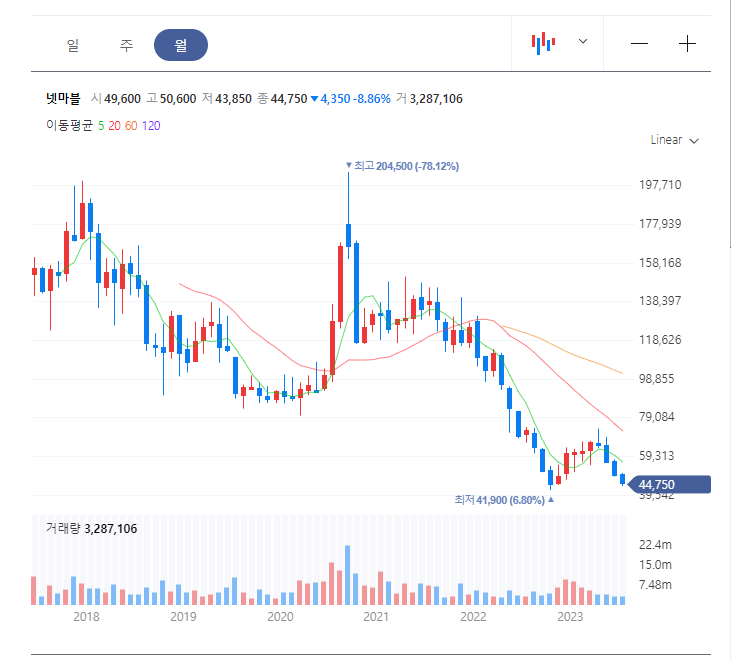 일 주 월
넷마블 시 49,600 고 50,600 저 43,850 종 44,750 ▼ 4,350 -8.86% 거 3,287,106
이동평균 5 20 60 120
Linear
▼최고 204,500 (-78.12%)
197,710
177,939
158,168
138,397
118,626
98,855
79,084
59,313
44,750
39,542
최저 41,900 (6.80%) ▲
거래량 3,287,106
22.4m
15.0m
7.48m
2018 2019 2020 2021 2022 2023